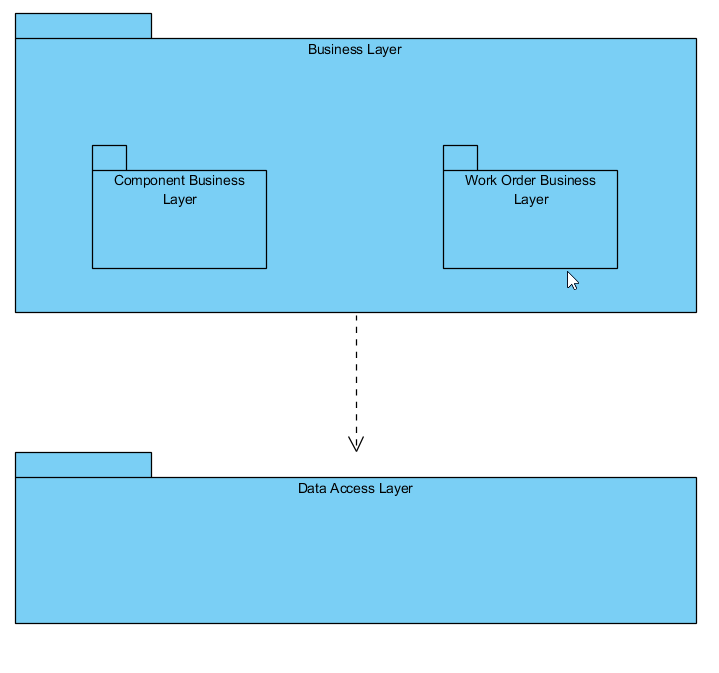 Business Layer
Component Business
Layer
Work Order Business
Layer
Data Access Layer